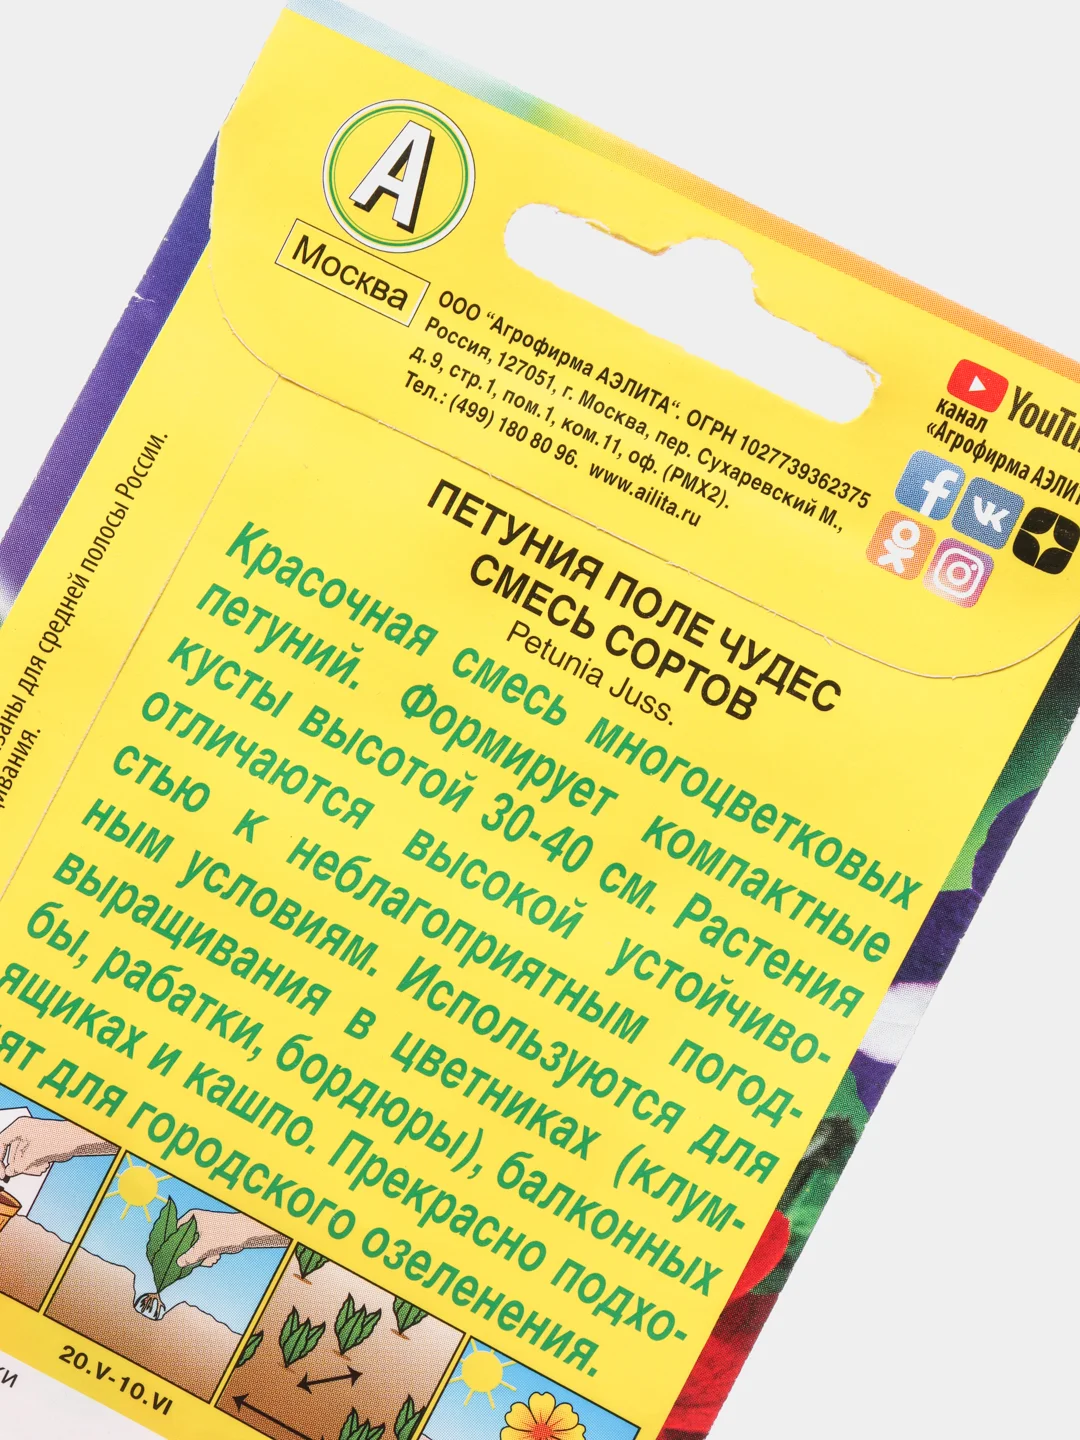 А
Москва
ООО "Агрофирма АЭЛИТА". ОГРН 1027739362375
Россия, 127051, г. Москва, пер. Сухаревский М.,
д. 9, стр.1, пом.1, ком.11, оф. (РМХ2).
Тел.: (499) 180 80 96. www.ailita.ru
канал
«Агрофирма
ПЕТУНИЯ ПОЛЕ ЧУДЕС
СМЕСЬ СОРТОВ
Petunia Juss.
Красочная смесь многоцветковых
петуний. Формирует компактные
кусты высотой 30-40 см. Растения
отличаются высокой устойчиво-
стью к неблагоприятным погод-
ным условиям. Используются для
выращивания в цветниках (клум-
бы, рабатки, бордюры), балконных
ящиках и кашпо. Прекрасно подхо-
для городского озеленения.
для средней полосы России.
20.V-10.VI